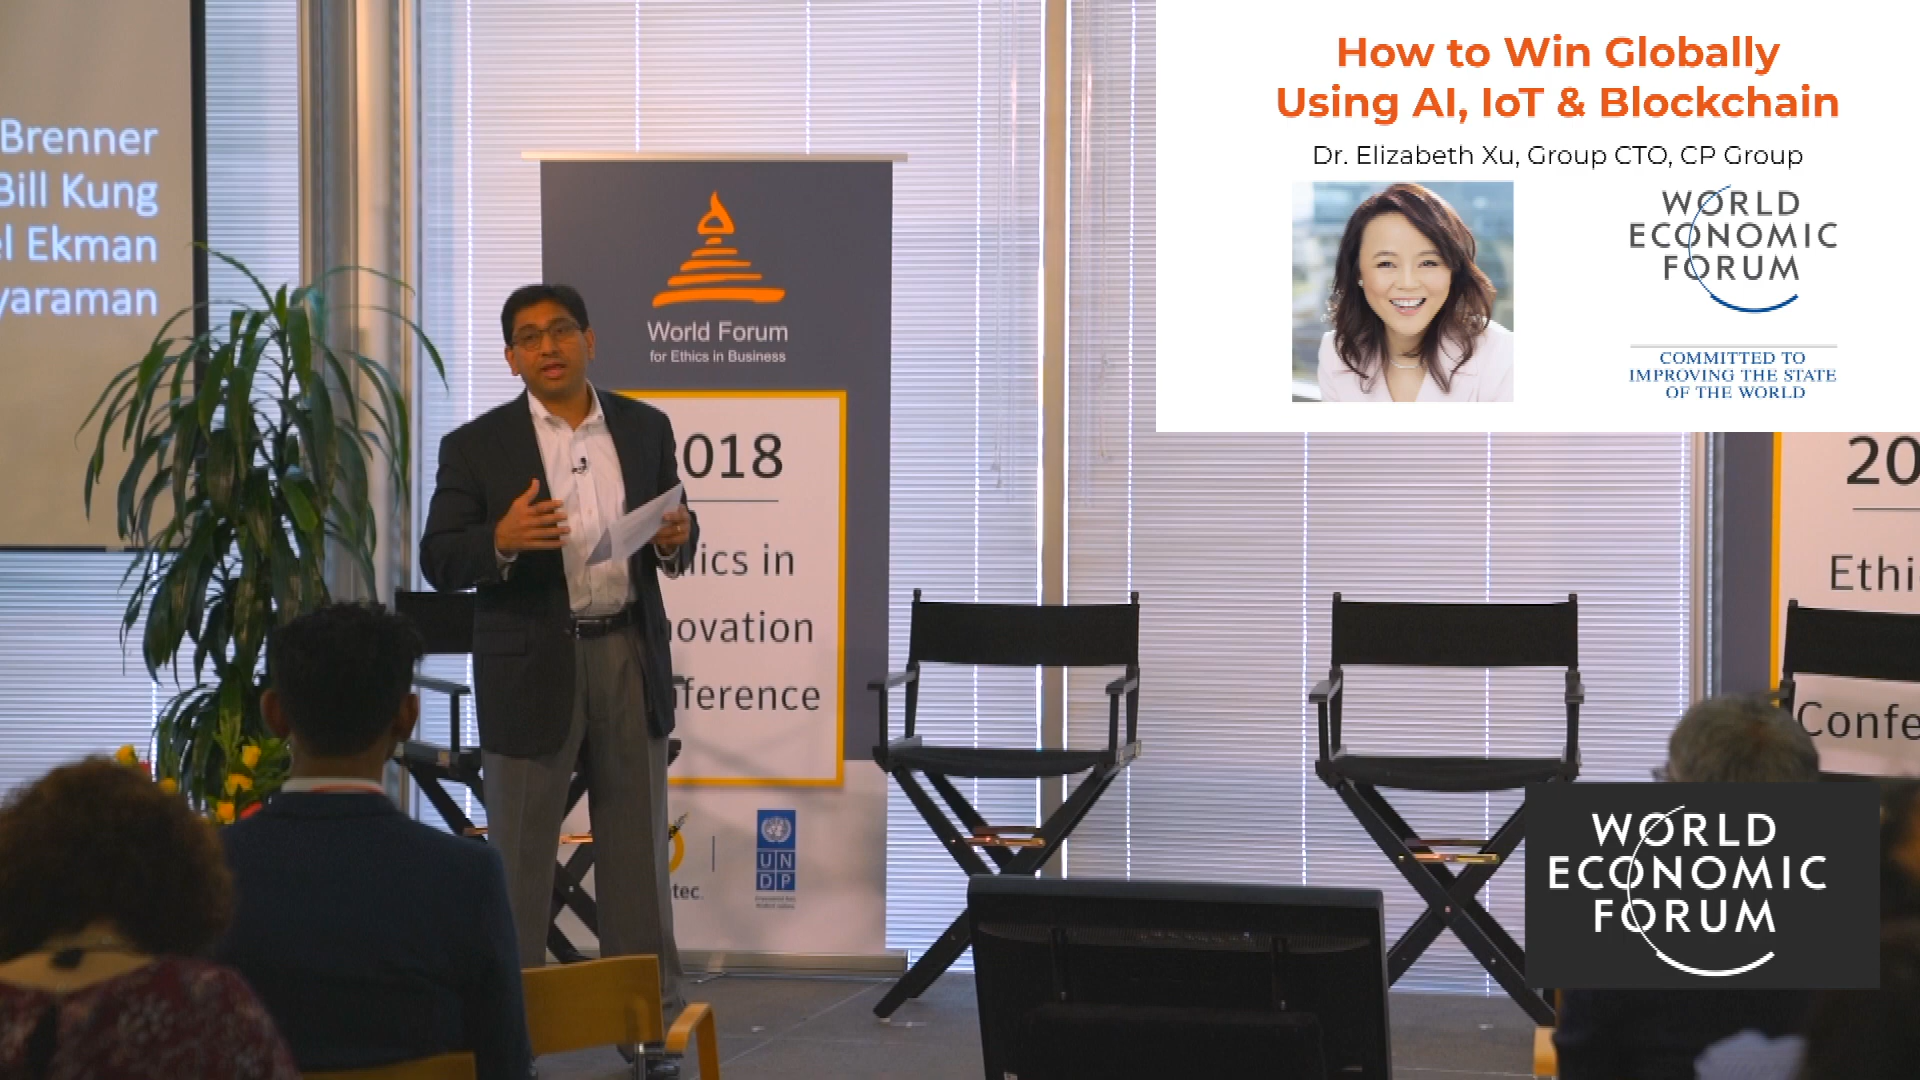 Brenner
Bill Kung
Ekman
How to Win Globally
Using AI, IoT & Blockchain
Dr. Elizabeth Xu, Group CTO, CP Group
WORLD
ECONOMIC
FORUM
COMMITTED TO
IMPROVING THE STATE
OF THE WORLD
World Forum
for Ethics in Business
018
ics in
novation
ference
tec.
UN
DP
20
Ethi
Confe
WORLD
ECONOMIC
FORUM